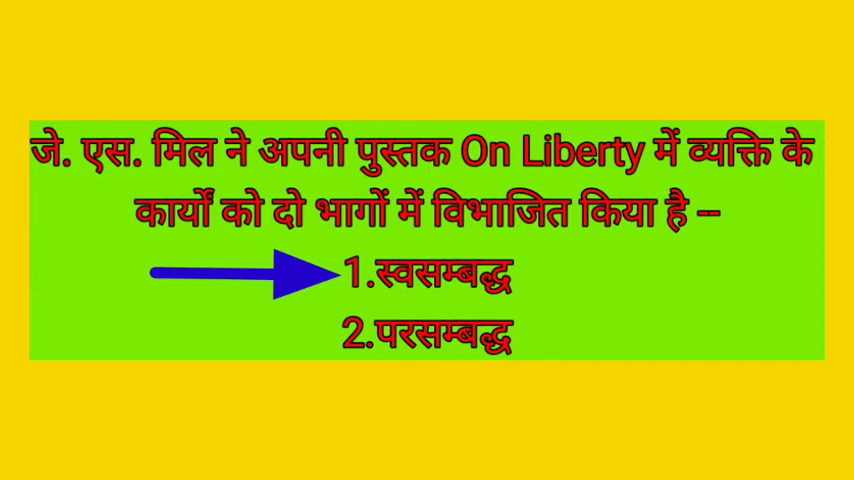 जे. एस. मिल ने अपनी पुस्तक On Liberty में व्यक्ति के
कार्यों को दो भागों में विभाजित किया है --
1.स्वसम्बद्ध
2.परसम्बद्ध